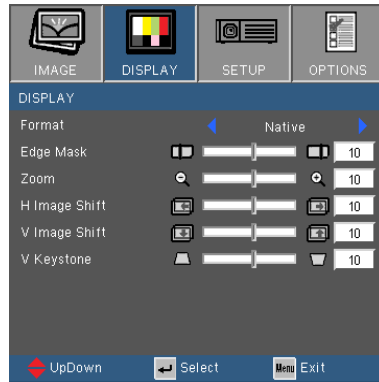 IMAGE DISPLAY SETUP OPTIONS
DISPLAY
Format Native
Edge Mask 10
Zoom 10
H Image Shift 10
V Image Shift 10
V Keystone 10
UpDown Select Menu Exit